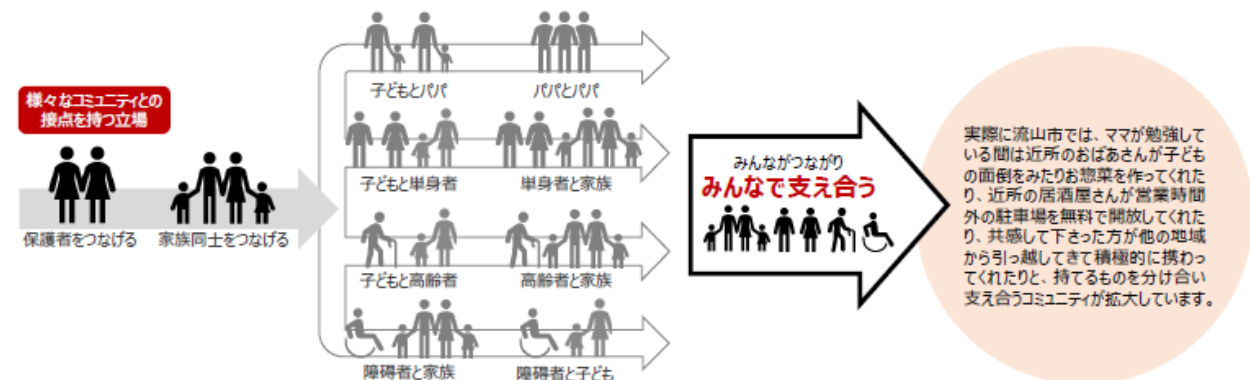 様々なコミュニティとの
接点を持つ立場
保護者をつなげる
家族同士をつなげる
子どもとパパ
パパとパパ
子どもと単身者
単身者と家族
子どもと高齢者
高齢者と家族
障碍者と家族
障碍者と子ども
みんながつながり
みんなで支え合う
実際に流山市では、ママが勉強して
いる間は近所のおばあさんが子ども
の面倒をみたりお惣菜を作ってくれた
り、近所の居酒屋さんが営業時間
外の駐車場を無料で開放してくれた
り、共感して下さった方が他の地域
から引っ越してきて積極的に携わっ
てくれたりと、持てるものを分け合い
支え合うコミュニティが拡大しています。